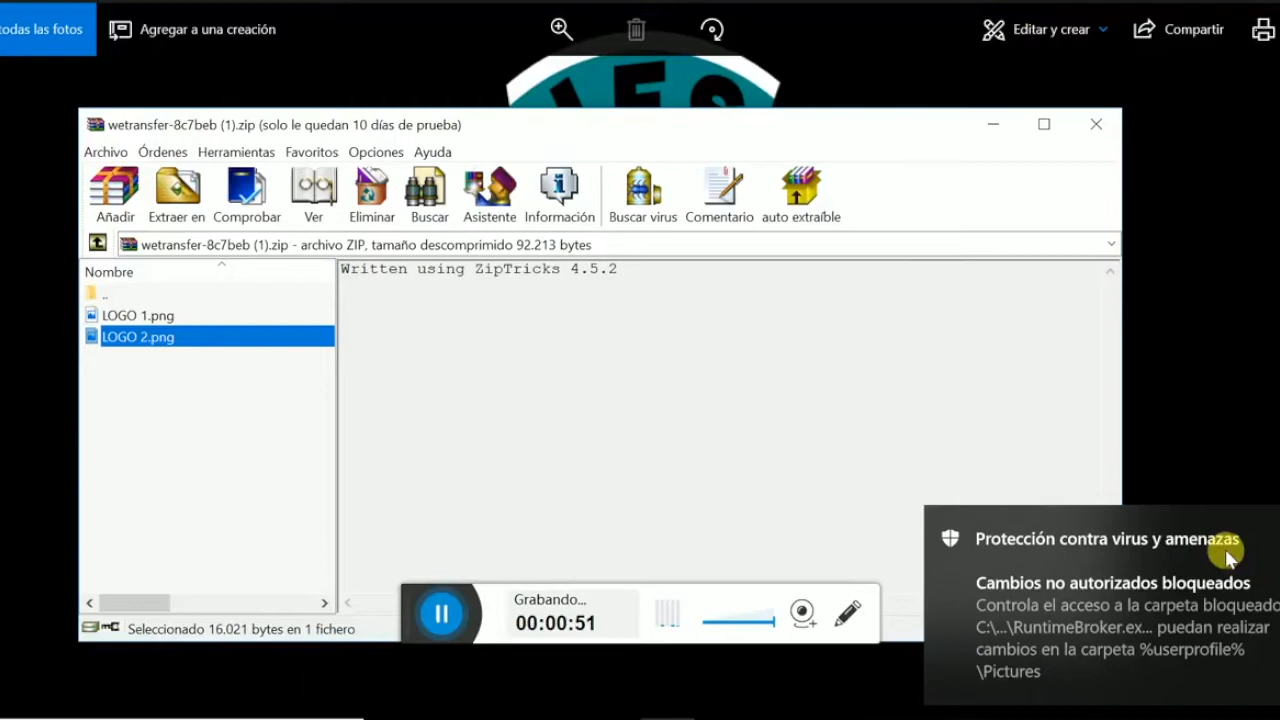 todas las fotos
Agregar a una creación
Editar y crear
Compartir
wetransfer-8c7beb (1).zip (solo le quedan 10 días de prueba)
Archivo Órdenes Herramientas Favoritos Opciones Ayuda
Añadir Extraer en Comprobar Ver Eliminar Buscar Asistente Información Buscar virus Comentario auto extraíble
wetransfer-8c7beb (1).zip - archivo ZIP, tamaño descomprimido 92.213 bytes
Nombre
Written using ZipTricks 4.5.2
..
LOGO 1.png
LOGO 2.png
Protección contra virus y amenazas
Cambios no autorizados bloqueados
Controla el acceso a la carpeta bloqueado
C:\...\RuntimeBroker.ex... puedan realizar
cambios en la carpeta %userprofile%
\Pictures
Grabando...
00:00:51
Seleccionado 16.021 bytes en 1 fichero